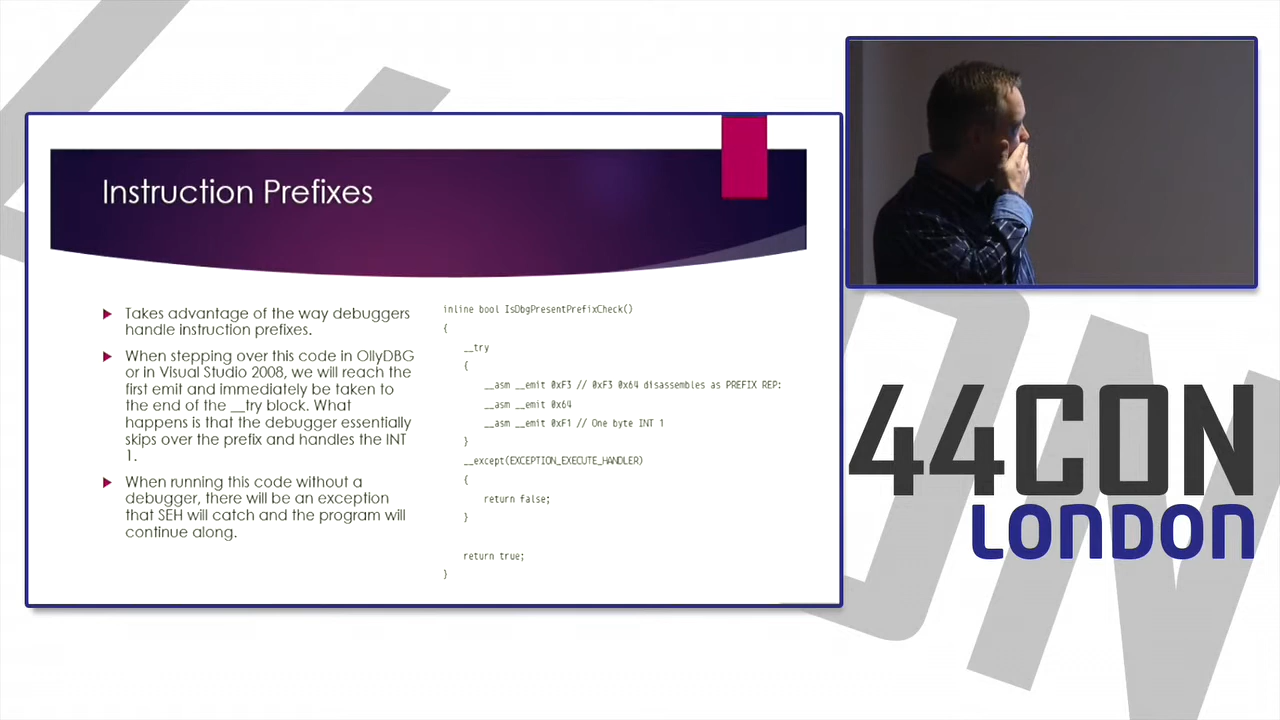 Instruction Prefixes
Takes advantage of the way debuggers
handle instruction prefixes.
When stepping over this code in OllyDBG
or in Visual Studio 2008, we will reach the
first emit and immediately be taken to
the end of the __try block. What
happens is that the debugger essentially
skips over the prefix and handles the INT
1.
When running this code without a
debugger, there will be an exception
that SEH will catch and the program will
continue along.
inline bool IsDbgPresentPrefixCheck()
{
__try
{
__asm __emit 0xF3 // 0xF3 0x64 disassembles as PREFIX REP:
__asm __emit 0x64
__asm __emit 0xF1 // One byte INT 1
}
__except(EXCEPTION_EXECUTE_HANDLER)
{
return false;
}
return true;
}
44CON
LONDON